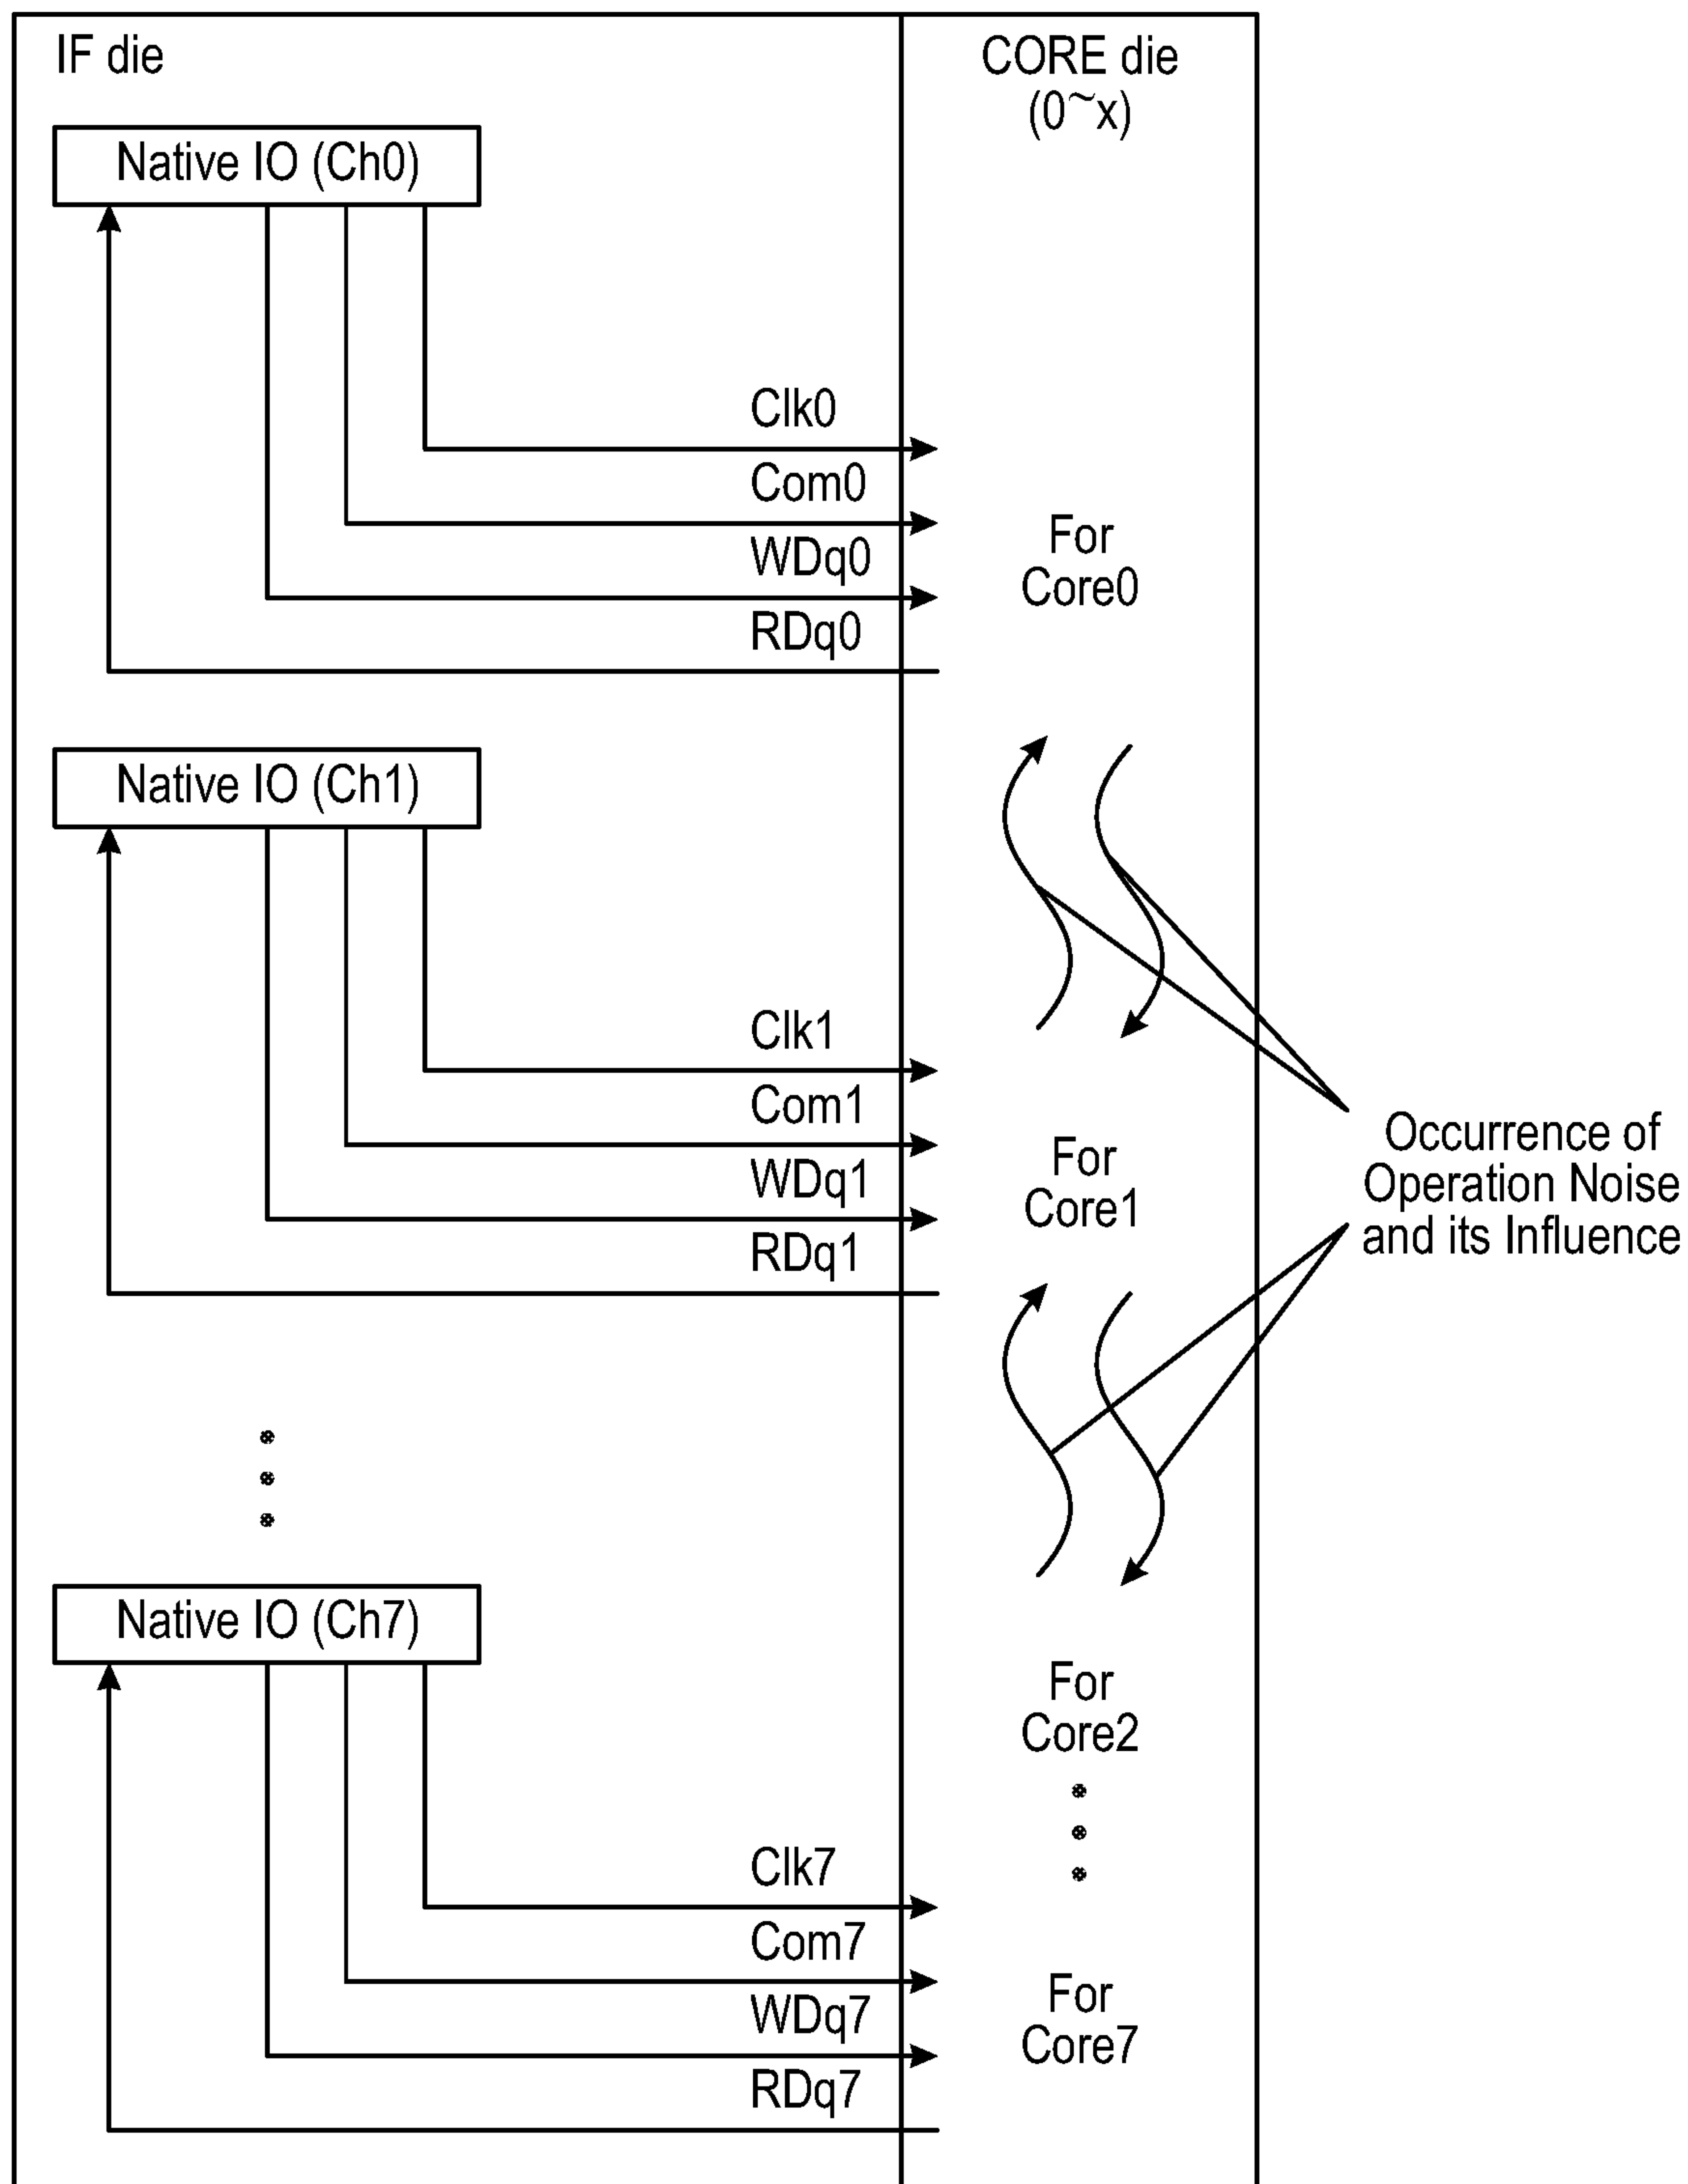 IF die
CORE die
(0~x)
Native IO (Ch0)
Clk0
Com0
WDq0
RDq0
For
Core0
Native IO (Ch1)
Clk1
Com1
WDq1
RDq1
For
Core1
Occurrence of
Operation Noise
and its Influence
Native IO (Ch7)
For
Core2
Clk7
Com7
WDq7
RDq7
For
Core7